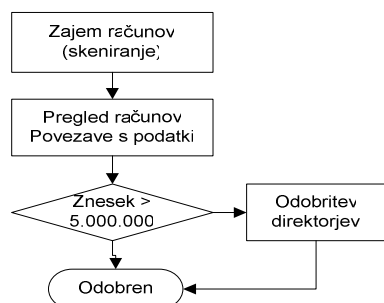 Zajem računov
(skeniranje)
Pregled računov
Povezave s podatki
Znesek >
5.000.000
Odobritev
direktorjev
Odobren